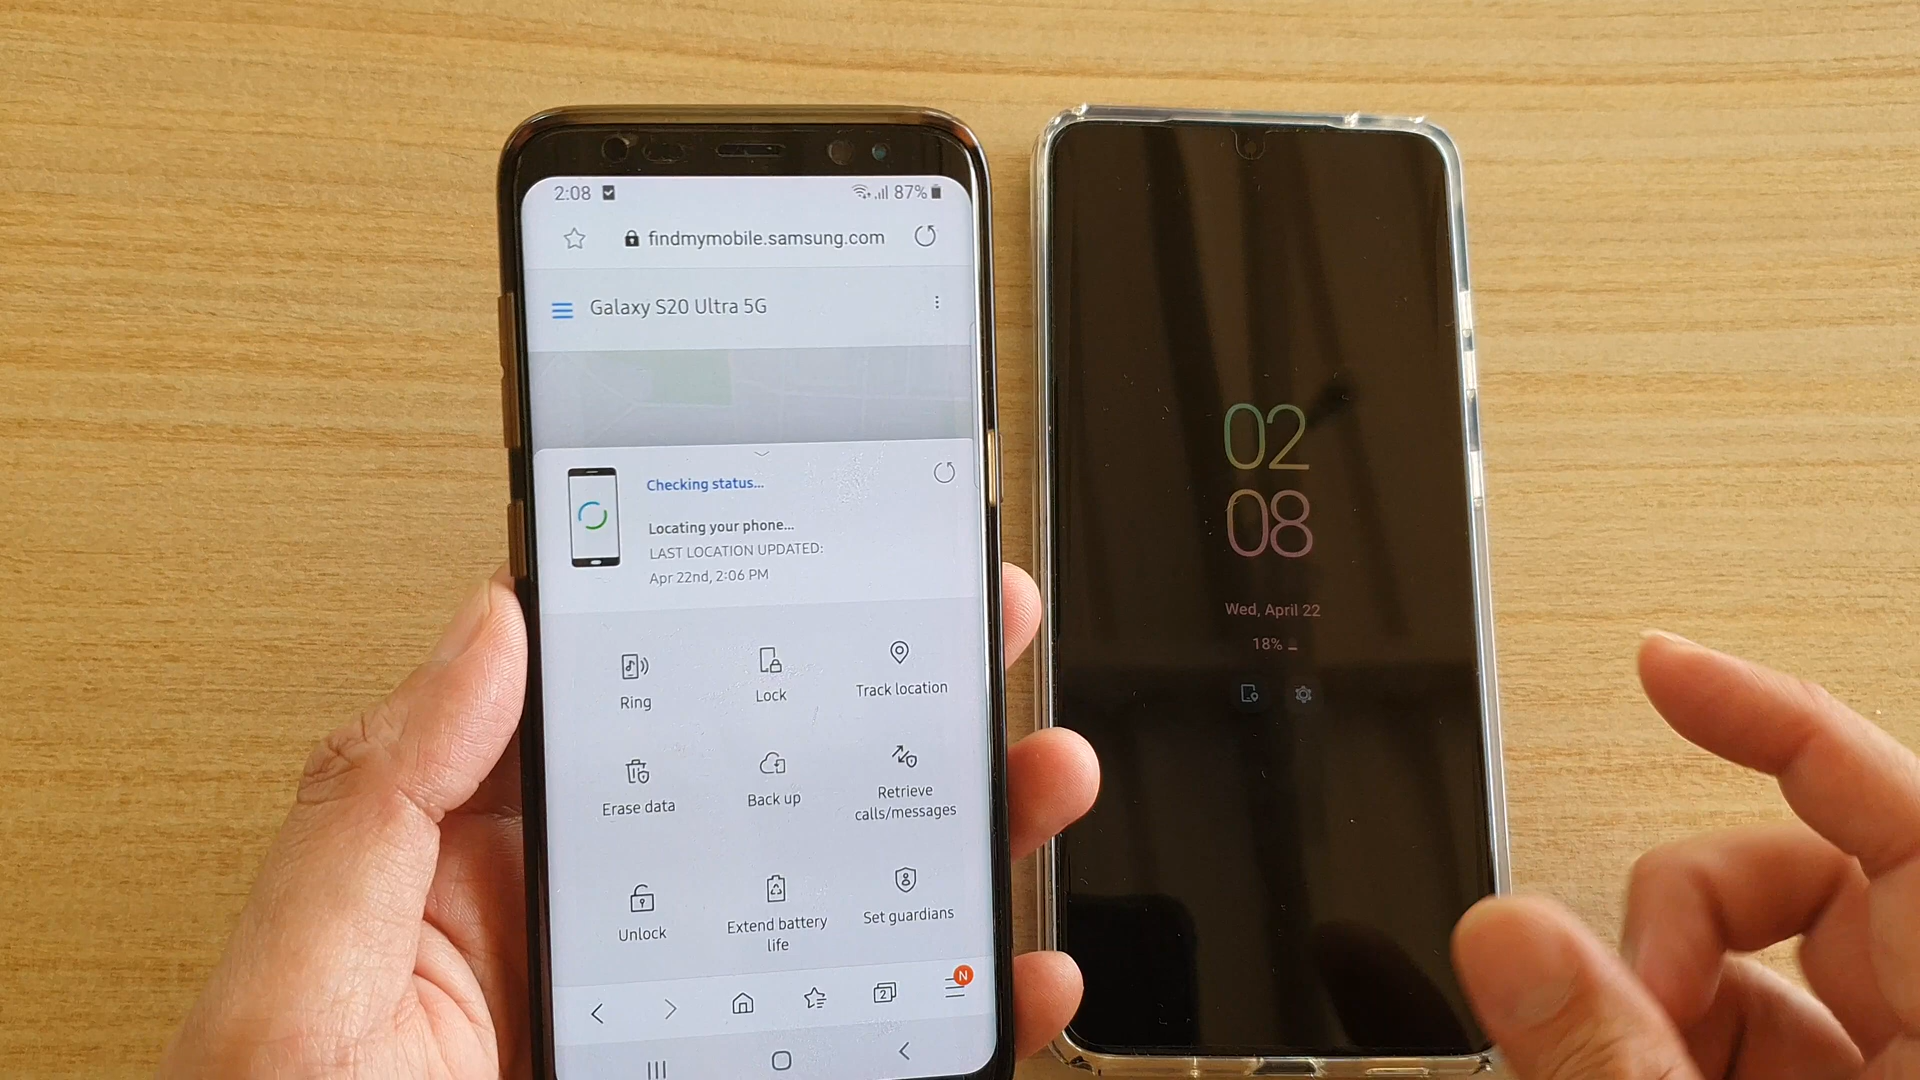 2:08
87%
findmymobile.samsung.com
Galaxy S20 Ultra 5G
Checking status...
Locating your phone...
LAST LOCATION UPDATED:
Apr 22nd, 2:06 PM
Ring
Lock
Track location
Erase data
Back up
Retrieve
calls/messages
Unlock
Extend battery
life
Set guardians
2
N
02
08
Wed, April 22
18%